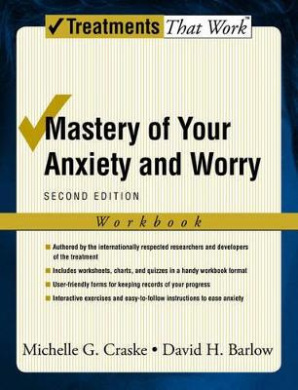 Treatments That Work™
Mastery of Your
Anxiety and Worry
SECOND EDITION
Workbook
Authored by the internationally respected researchers and developers
of the treatment
Includes worksheets, charts, and quizzes in a handy workbook format
User-friendly forms for keeping records of your progress
Interactive exercises and easy-to-follow instructions to ease anxiety
Michelle G. Craske • David H. Barlow